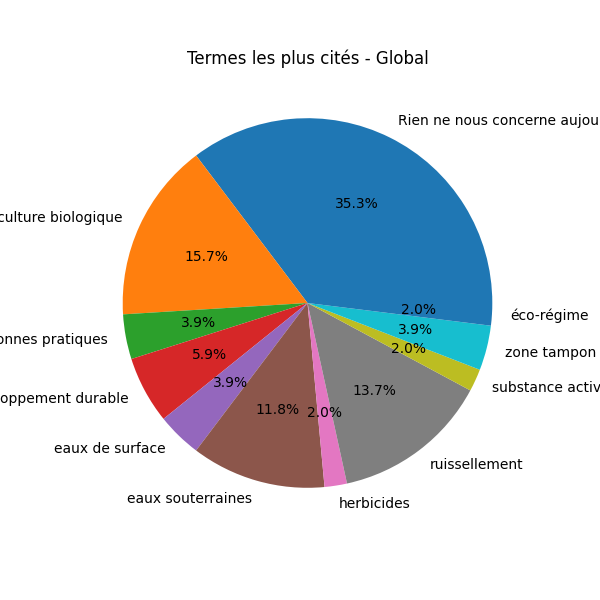 Termes les plus cités - Global
Rien ne nous concerne aujou
35.3%
culture biologique
15.7%
2.0%
éco-régime
3.9%
3.9%
onnes pratiques
zone tampon
5.9%
2.0%
substance activ
3.9%
13.7%
oppement durable
11.8%
2.0%
eaux de surface
ruissellement
eaux souterraines
herbicides